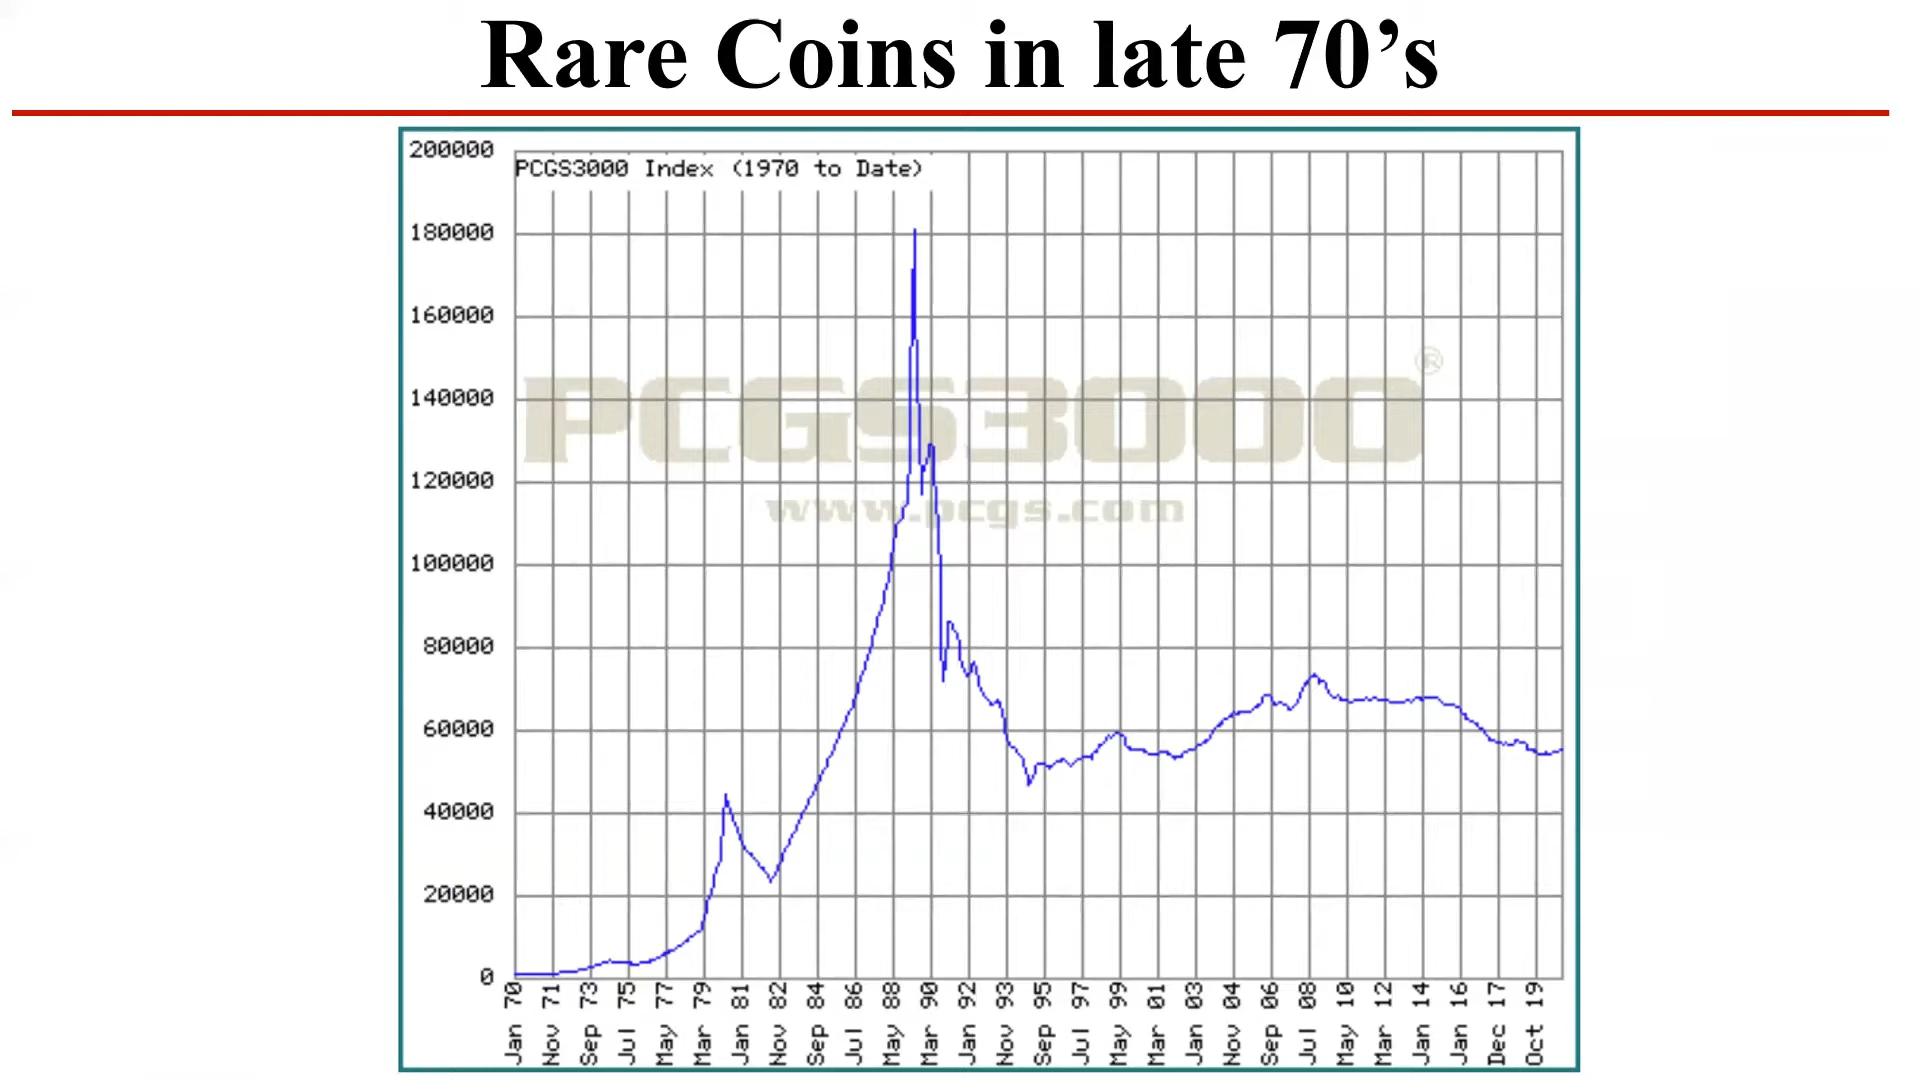 Rare Coins in late 70’s
PCGS3000 Index (1970 to Date)
200000
180000
160000
140000
120000
100000
80000
60000
40000
20000
0
PCGS3000®
www.pcgs.com
Jan 70
Nov 71
Sep 73
Jul 75
May 77
Mar 79
Jan 81
Nov 82
Sep 84
Jul 86
May 88
Mar 90
Jan 92
Nov 93
Sep 95
Jul 97
May 99
Mar 01
Jan 03
Nov 04
Sep 06
Jul 08
May 10
Mar 12
Jan 14
Jan 16
Dec 17
Oct 19